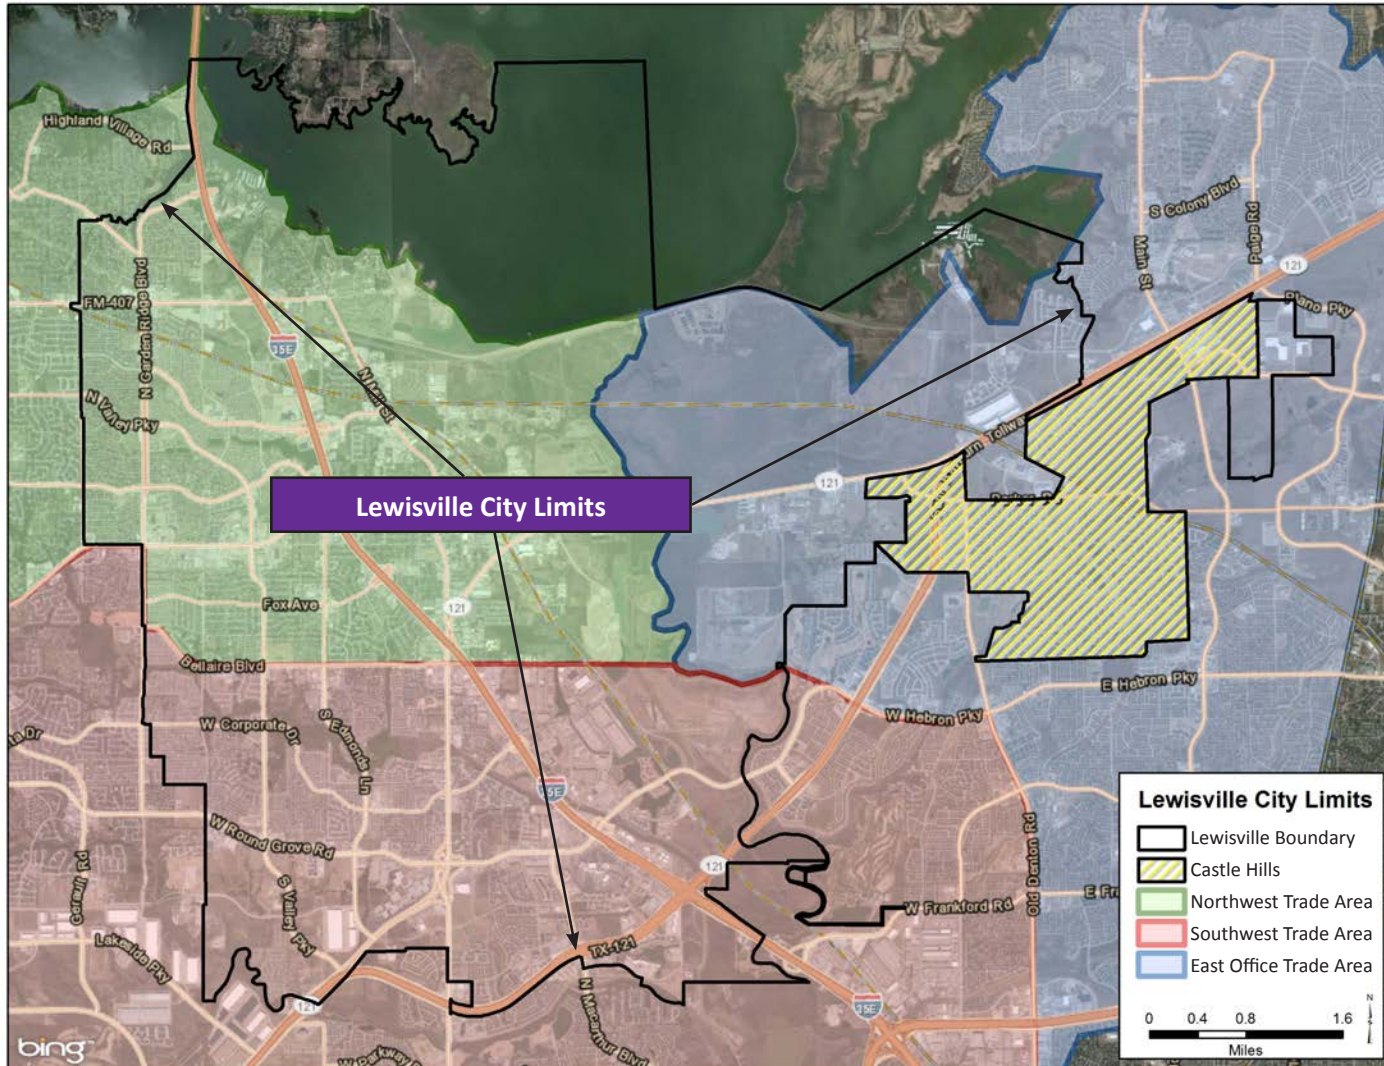 Highland Village Rd
S Colony Blvd
Main St
Paige Rd
121
Plano Pky
FM-407
N Garden Ridge Blvd
35E
N Mill St
N Valley Pky
121
Lewisville City Limits
Fox Ave
121
Bellaire Blvd
E Hebron Pky
W Hebron Pky
W Corporate Dr
S Edmonds Ln
35E
W Round Grove Rd
Old Denton Rd
121
Gerault Rd
S Valley Pky
W Frankford Rd
Lakeside Pky
TX-121
N Macarthur Blvd
121
35E
bing™
Lewisville City Limits
Lewisville Boundary
Castle Hills
Northwest Trade Area
Southwest Trade Area
East Office Trade Area
N
0 0.4 0.8 1.6
Miles